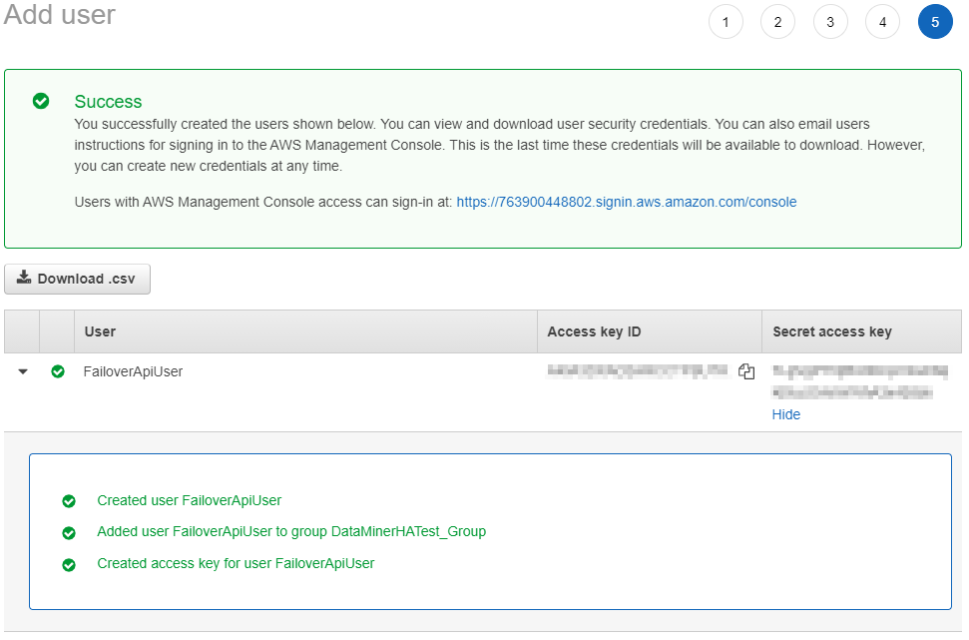 Add user
1 2 3 4 5
Success
You successfully created the users shown below. You can view and download user security credentials. You can also email users
instructions for signing in to the AWS Management Console. This is the last time these credentials will be available to download. However,
you can create new credentials at any time.
Users with AWS Management Console access can sign-in at: https://763900448802.signin.aws.amazon.com/console
Download .csv
User Access key ID Secret access key
FailoverApiUser
Hide
Created user FailoverApiUser
Added user FailoverApiUser to group DataMinerHATest_Group
Created access key for user FailoverApiUser